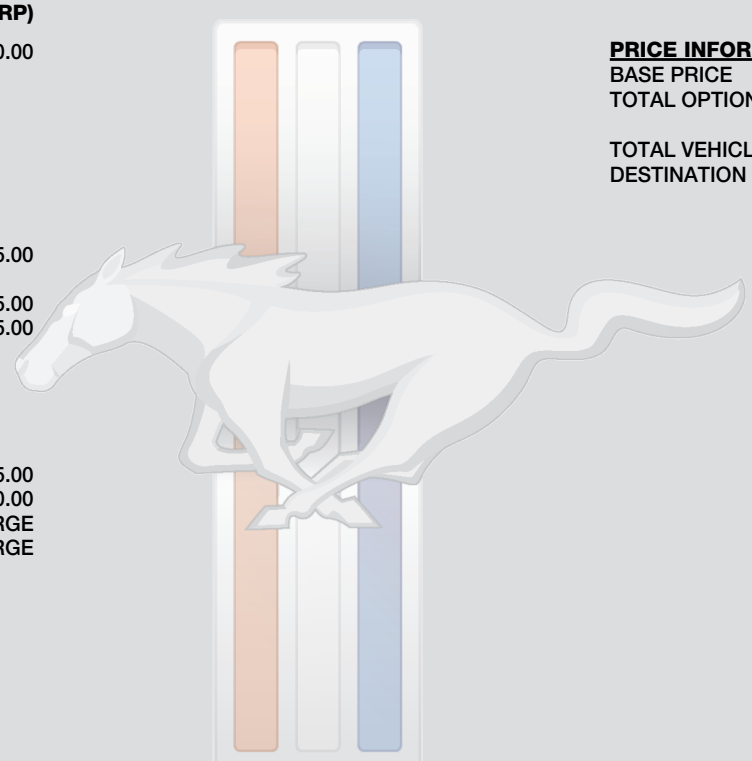 RP)
0.00
5.00
5.00
5.00
5.00
0.00
RGE
RGE
PRICE INFOR
BASE PRICE
TOTAL OPTION
TOTAL VEHICL
DESTINATION